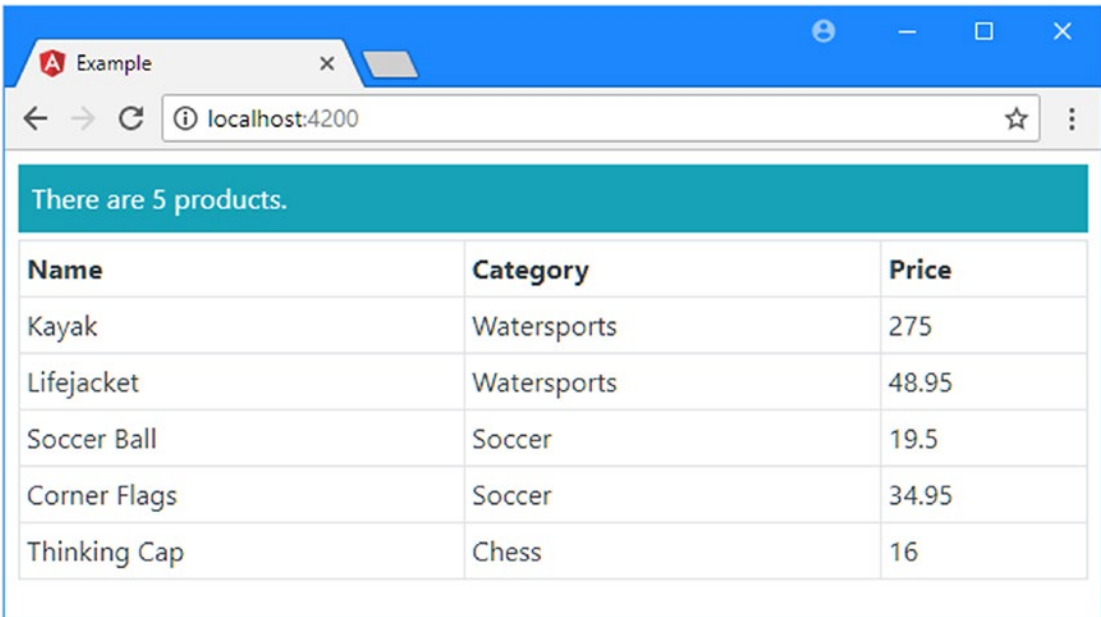 Example
localhost:4200
There are 5 products.
Name Category Price
Kayak Watersports 275
Lifejacket Watersports 48.95
Soccer Ball Soccer 19.5
Corner Flags Soccer 34.95
Thinking Cap Chess 16